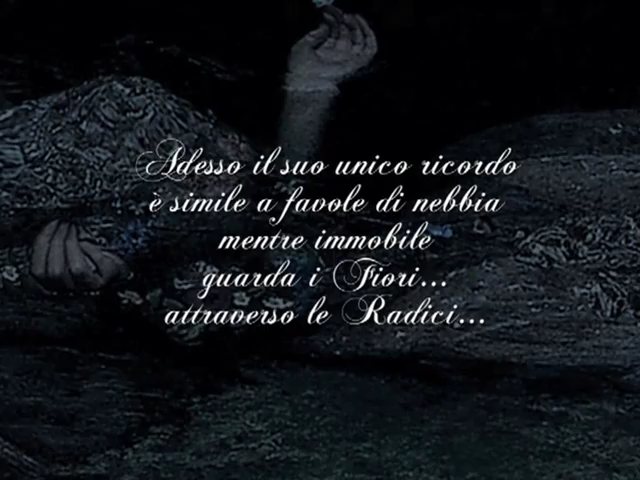 Adesso il suo unico ricordo
è simile a favole di nebbia
mentre immobile
guarda i Fiori...
attraverso le Radici...